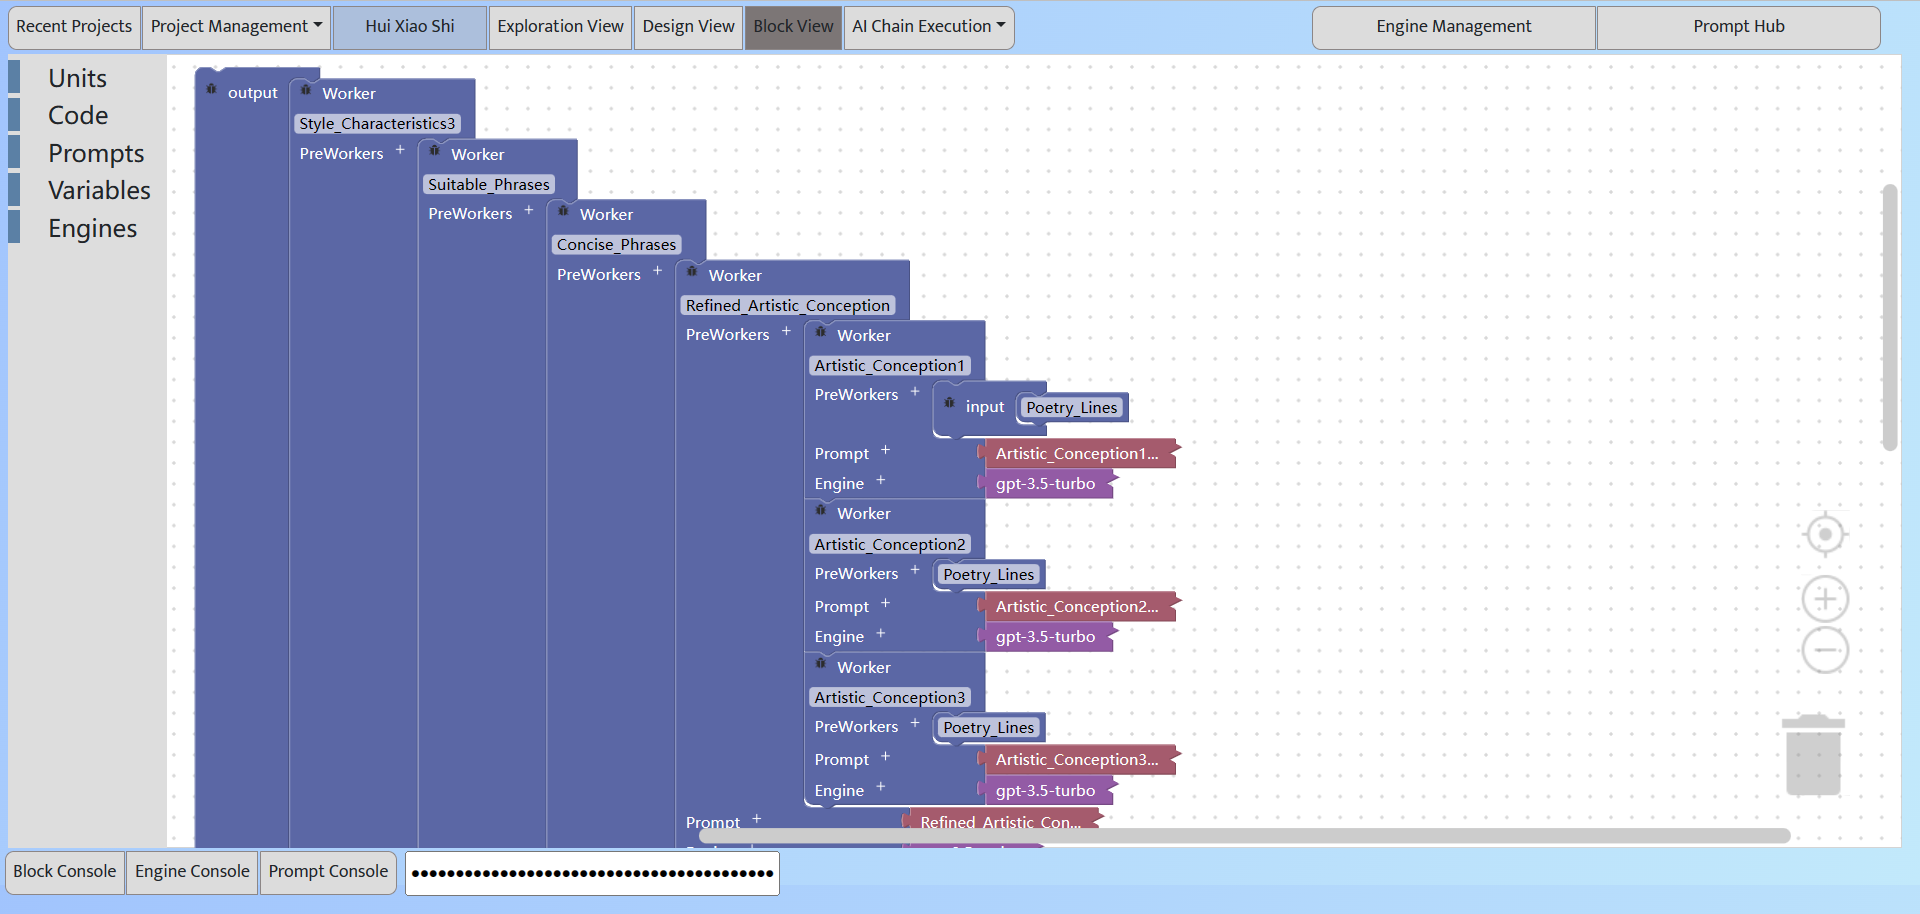 Recent Projects Project Management Hui Xiao Shi Exploration View Design View Block View AI Chain Execution Engine Management Prompt Hub
Units
Code
Prompts
Variables
Engines
output
Worker
Style_Characteristics3
PreWorkers +
Worker
Suitable_Phrases
PreWorkers +
Worker
Concise_Phrases
PreWorkers +
Worker
Refined_Artistic_Conception
PreWorkers +
Worker
Artistic_Conception1
PreWorkers +
input Poetry_Lines
Prompt + Artistic_Conception1...
Engine + gpt-3.5-turbo
Worker
Artistic_Conception2
PreWorkers + Poetry_Lines
Prompt + Artistic_Conception2...
Engine + gpt-3.5-turbo
Worker
Artistic_Conception3
PreWorkers + Poetry_Lines
Prompt + Artistic_Conception3...
Engine + gpt-3.5-turbo
Prompt + Refined_Artistic_Con...
Block Console Engine Console Prompt Console